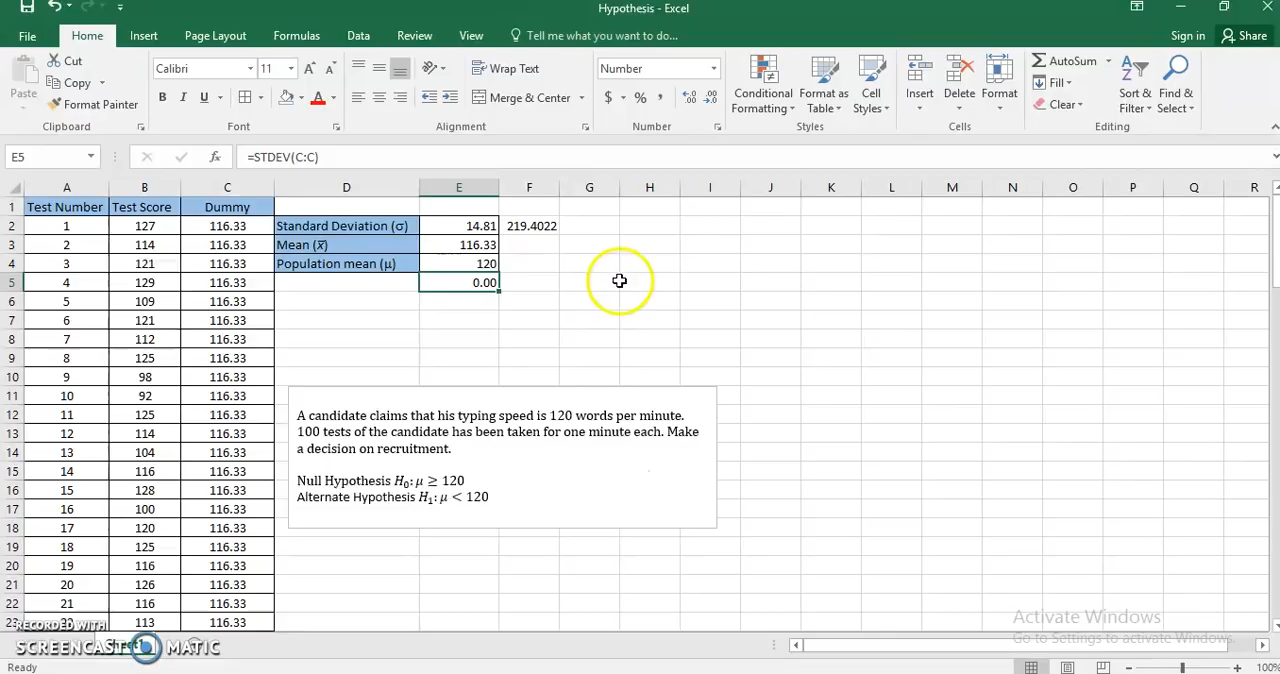 Hypothesis - Excel
File Home Insert Page Layout Formulas Data Review View Tell me what you want to do... Sign in Share
Paste Cut Copy Format Painter
Calibri 11
B I U
Wrap Text
Merge & Center
Number
$ % ,
Conditional Formatting Format as Table Cell Styles
Insert Delete Format
AutoSum Fill Clear
Sort & Filter Find & Select
Clipboard Font Alignment Number Styles Cells Editing
E5 fx =STDEV(C:C)
A B C D E F G H I J K L M N O P Q R
1 Test Number Test Score Dummy
2 1 127 116.33 Standard Deviation (σ) 14.81 219.4022
3 2 114 116.33 Mean (x̅) 116.33
4 3 121 116.33 Population mean (μ) 120
5 4 129 116.33 0.00
6 5 109 116.33
7 6 121 116.33
8 7 112 116.33
9 8 125 116.33
10 9 98 116.33
11 10 92 116.33
12 11 125 116.33
13 12 114 116.33
14 13 104 116.33
15 14 116 116.33
16 15 128 116.33
17 16 100 116.33
18 17 120 116.33
19 18 125 116.33
20 19 116 116.33
21 20 126 116.33
22 21 116 116.33
23 113 116.33
A candidate claims that his typing speed is 120 words per minute.
100 tests of the candidate has been taken for one minute each. Make
a decision on recruitment.
Null Hypothesis H₀: μ ≥ 120
Alternate Hypothesis H₁: μ < 120
Activate Windows
Go to Settings to activate Windows.
RECORDED WITH
SCREENCAST MATIC
Ready
100%